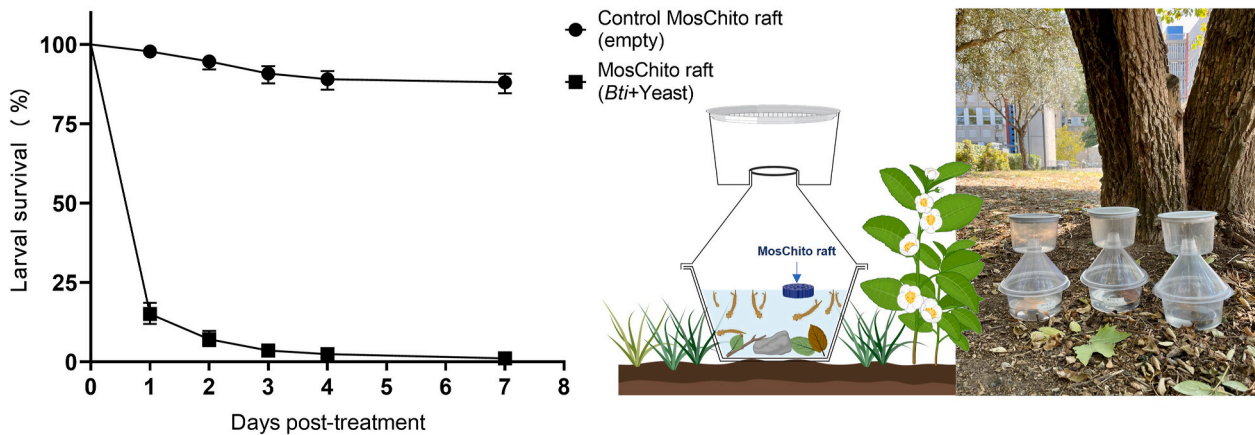 Larval survival (%)
100
75
50
25
0
0 1 2 3 4 5 6 7 8
Days post-treatment
Control MosChito raft
(empty)
MosChito raft
(Bti+Yeast)
MosChito raft